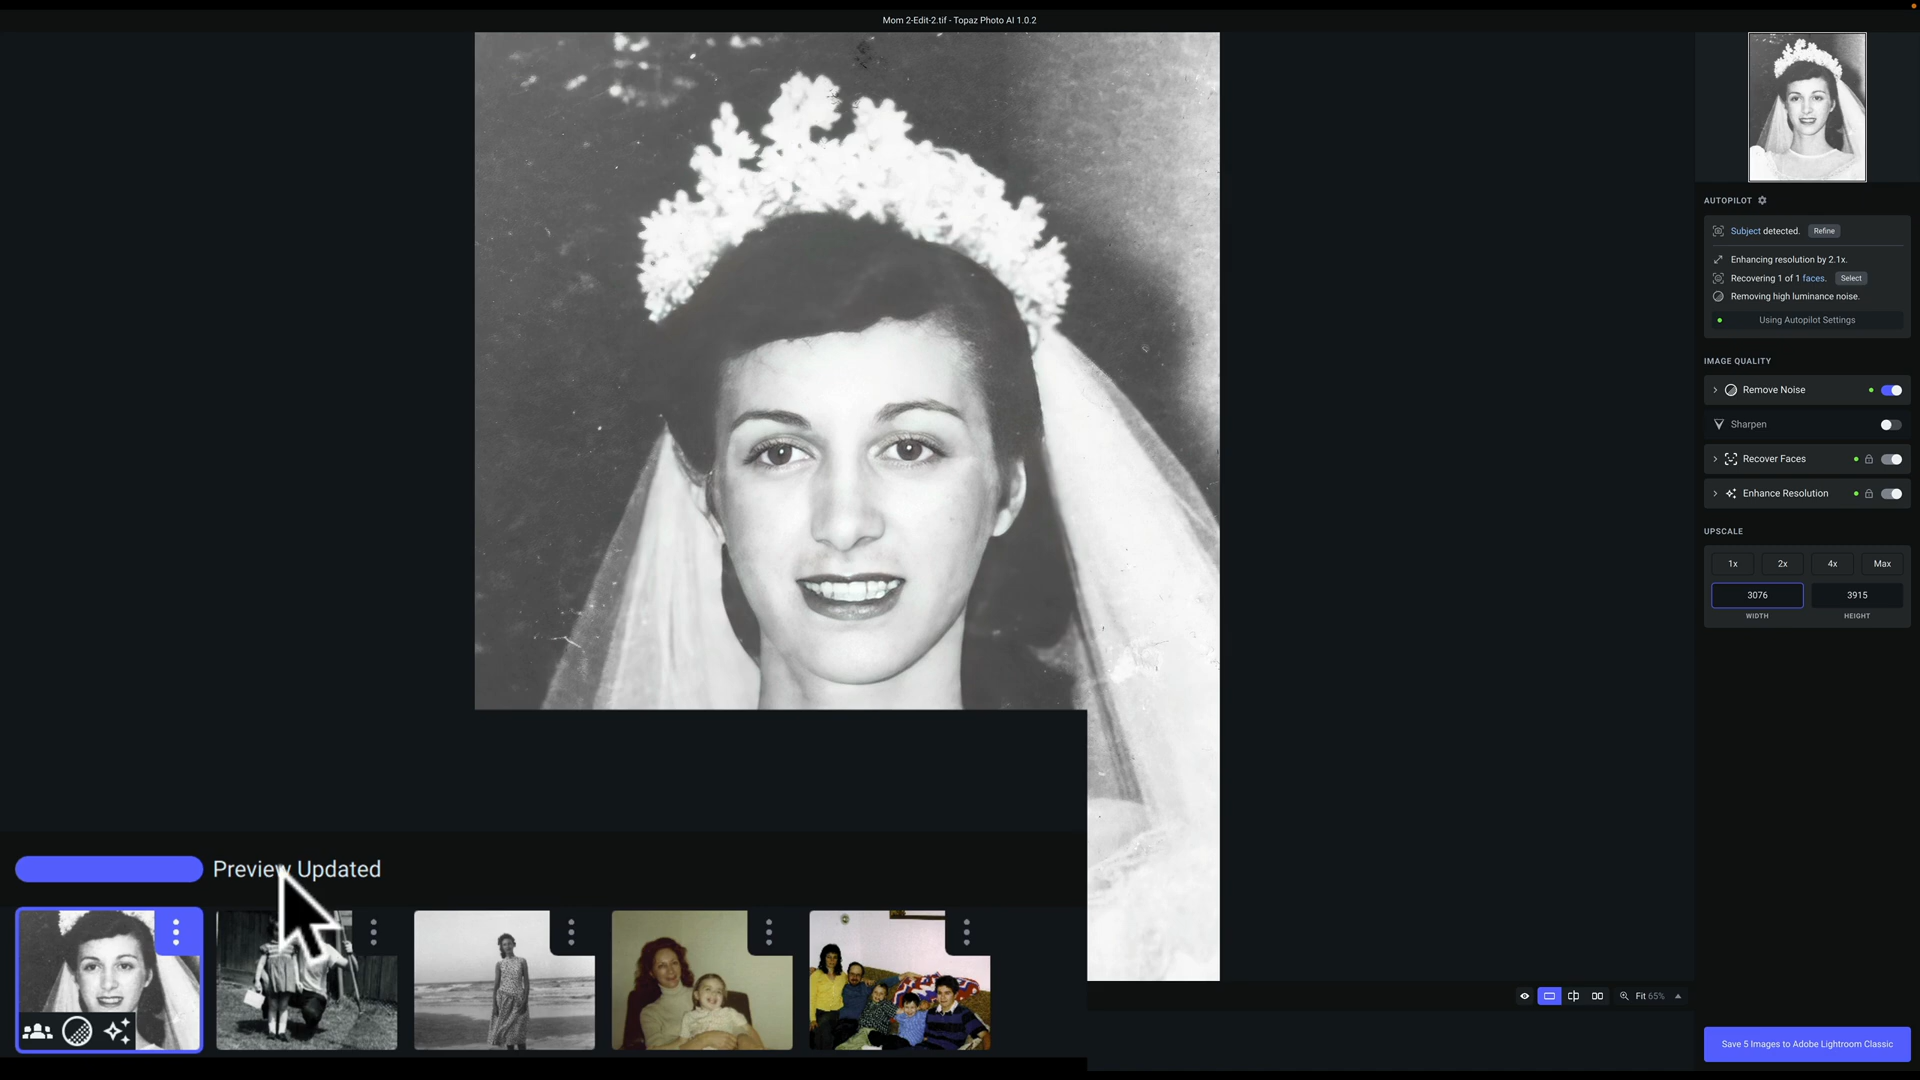 Mom 2-Edit-2.tif - Topaz Photo AI 1.0.2
AUTOPILOT
Subject detected. Refine
Enhancing resolution by 2.1x.
Recovering 1 of 1 faces. Select
Removing high luminance noise.
Using Autopilot Settings
IMAGE QUALITY
Remove Noise
Sharpen
Recover Faces
Enhance Resolution
UPSCALE
1x 2x 4x Max
3076 3915
WIDTH HEIGHT
Preview Updated
Fit 65%
Save 5 Images to Adobe Lightroom Classic